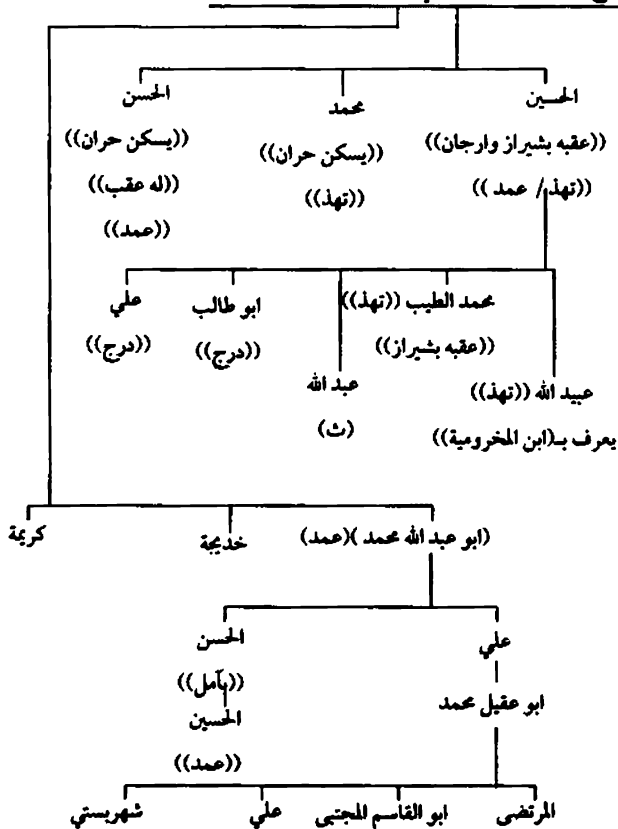 الحسين
((عقبه بشيراز وارجان))
((تهذ/ عمد ))
محمد
((يسكن حران))
((تهذ))
الحسن
((يسكن حران))
((له عقب))
((عمد))
عبيد الله ((تهذ))
يعرف بـ(ابن المخرومية))
محمد الطيب ((تهذ))
((عقبه بشيراز))
عبد الله
(ث)
ابو طالب
((درج))
علي
((درج))
(ابو عبد الله محمد )(عمد)
خديجة
كريمة
علي
ابو عقيل محمد
الحسن
((بآمل))
الحسين
((عمد))
المرتضى
ابو القاسم المجتبى
علي
شهربستي